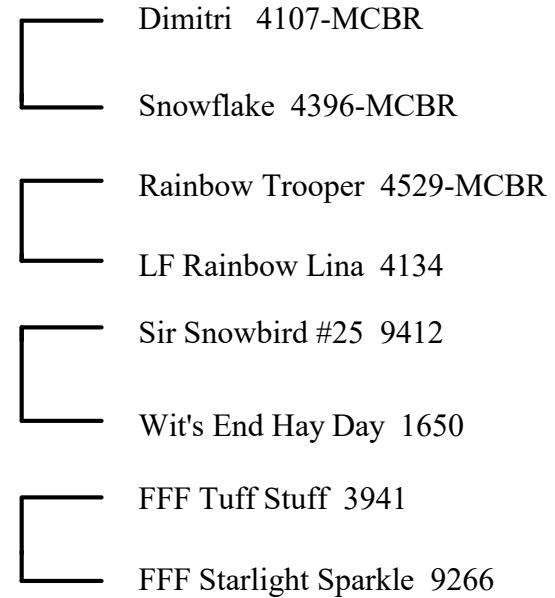 Dimitri 4107-MCBR
Snowflake 4396-MCBR
Rainbow Trooper 4529-MCBR
LF Rainbow Lina 4134
Sir Snowbird #25 9412
Wit's End Hay Day 1650
FFF Tuff Stuff 3941
FFF Starlight Sparkle 9266